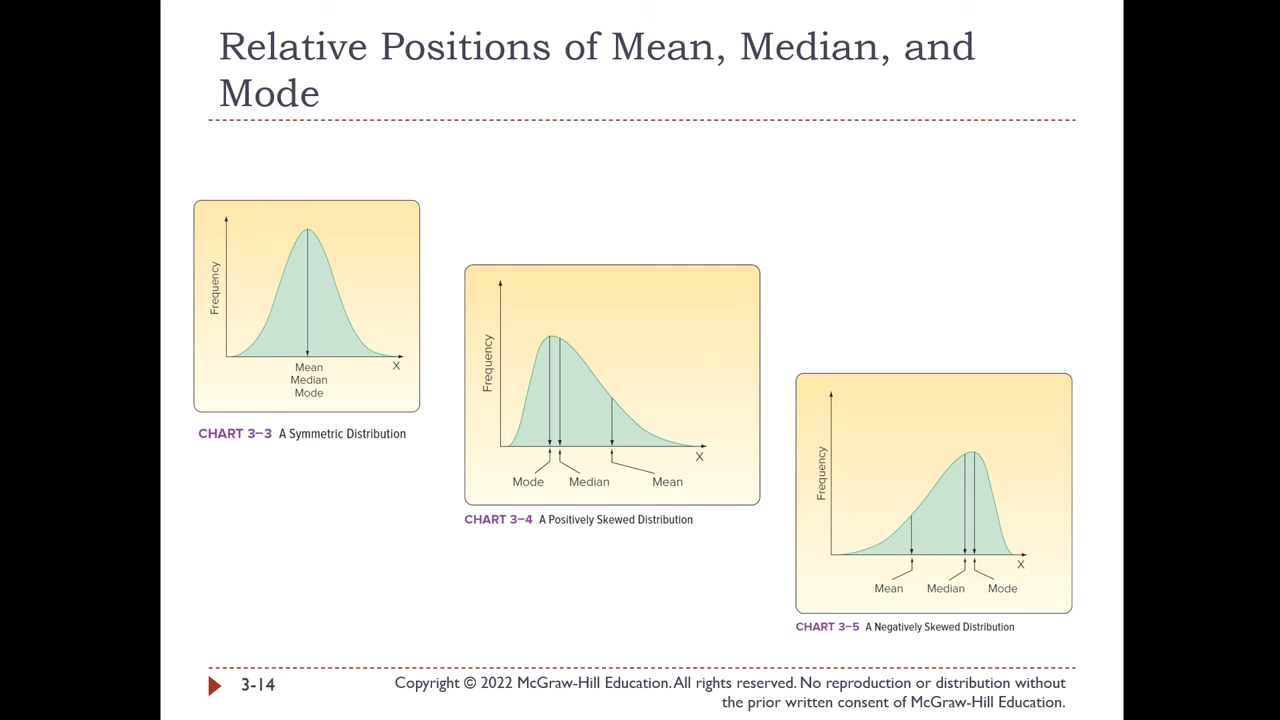 Relative Positions of Mean, Median, and
Mode
Frequency
X
Mean
Median
Mode
CHART 3–3 A Symmetric Distribution
Frequency
X
Mode Median Mean
CHART 3–4 A Positively Skewed Distribution
Frequency
X
Mean Median Mode
CHART 3–5 A Negatively Skewed Distribution
3-14
Copyright © 2022 McGraw-Hill Education. All rights reserved. No reproduction or distribution without
the prior written consent of McGraw-Hill Education.